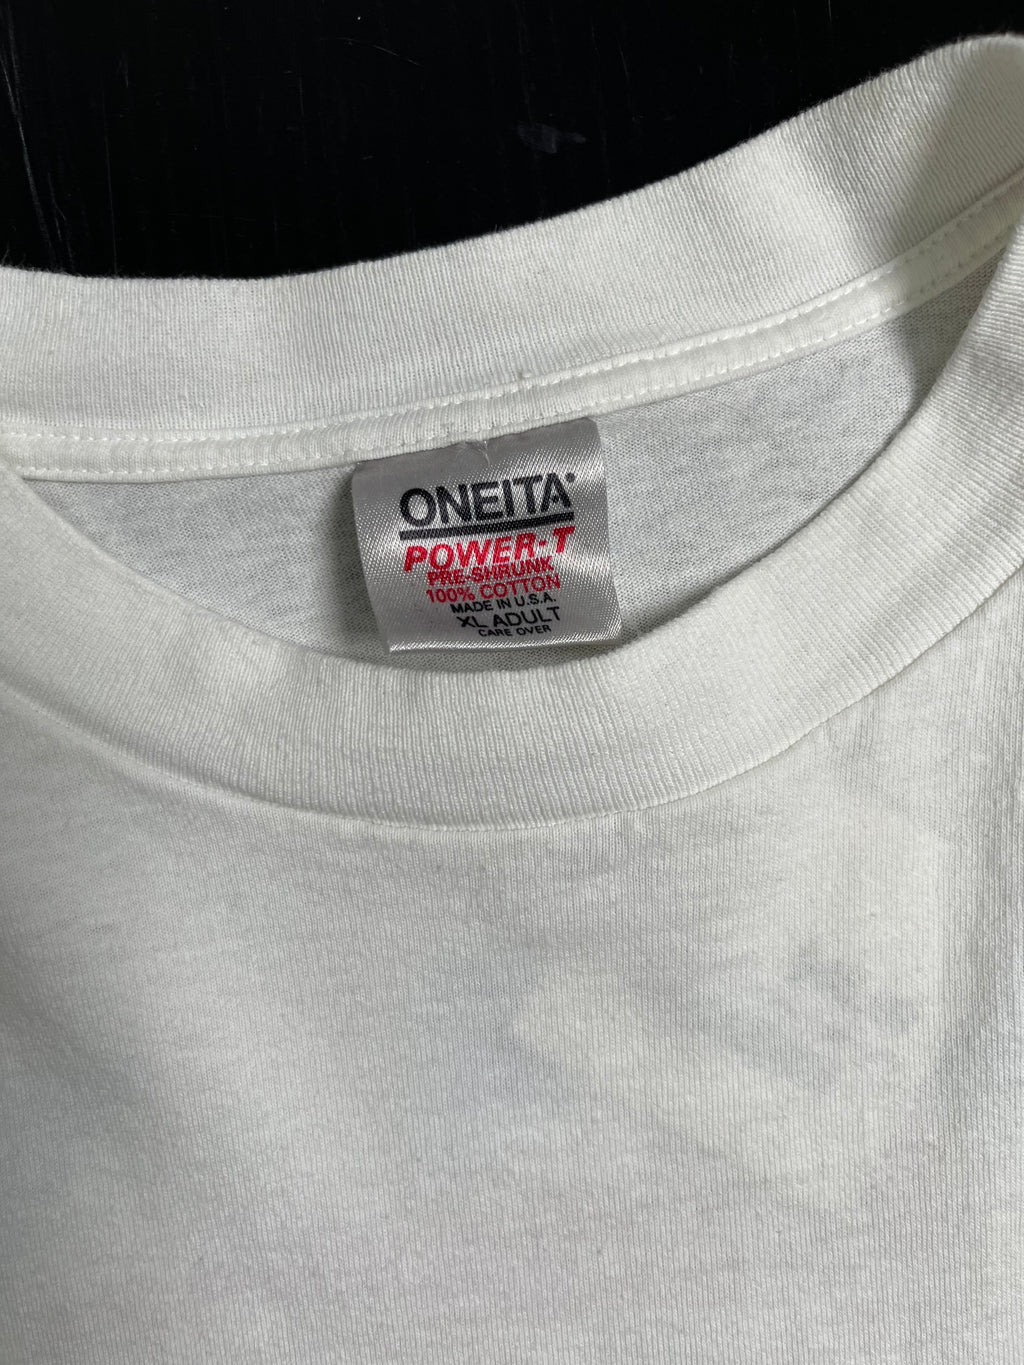 ONEITA®
POWER-T
PRE-SHRUNK
100% COTTON
MADE IN U.S.A.
XL ADULT
CARE OVER